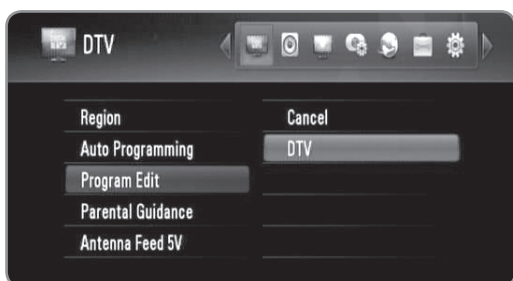 DTV
Region
Auto Programming
Program Edit
Parental Guidance
Antenna Feed 5V
Cancel
DTV